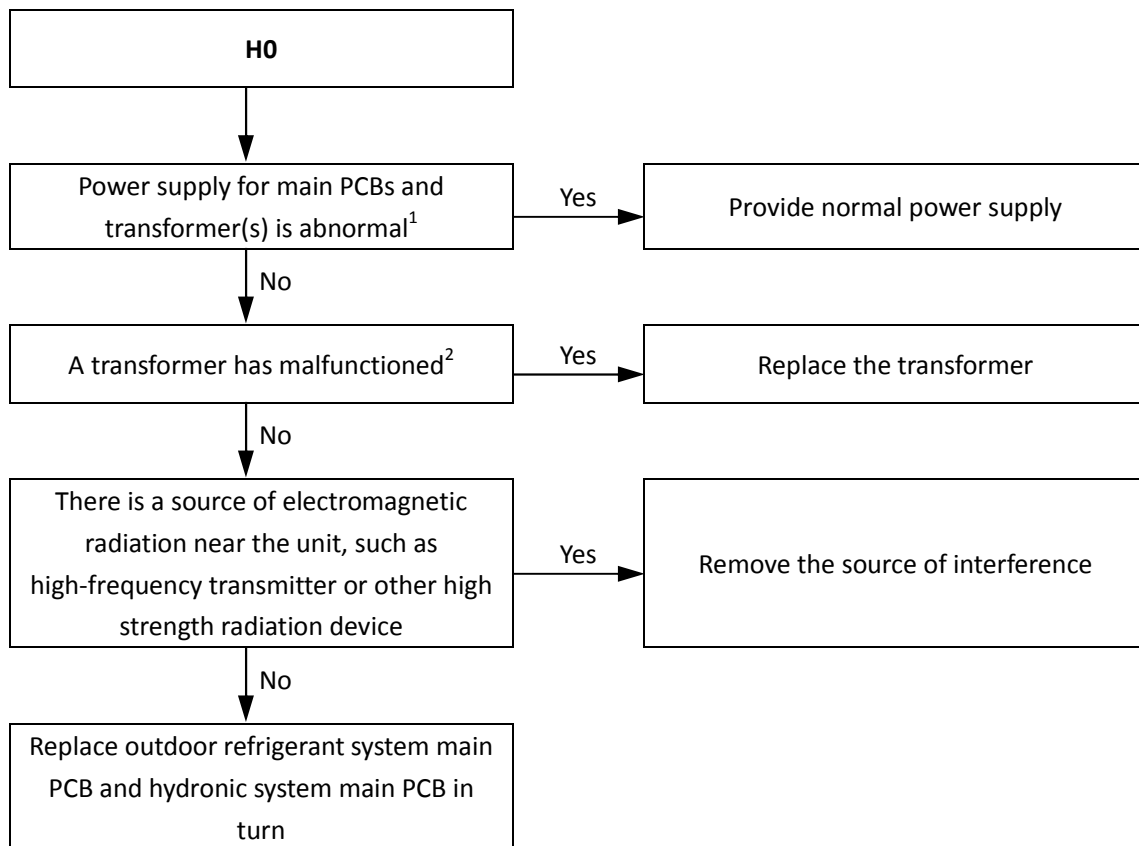 H0
Power supply for main PCBs and
transformer(s) is abnormal¹
Yes
Provide normal power supply
No
A transformer has malfunctioned²
Yes
Replace the transformer
No
There is a source of electromagnetic
radiation near the unit, such as
high-frequency transmitter or other high
strength radiation device
Yes
Remove the source of interference
No
Replace outdoor refrigerant system main
PCB and hydronic system main PCB in
turn